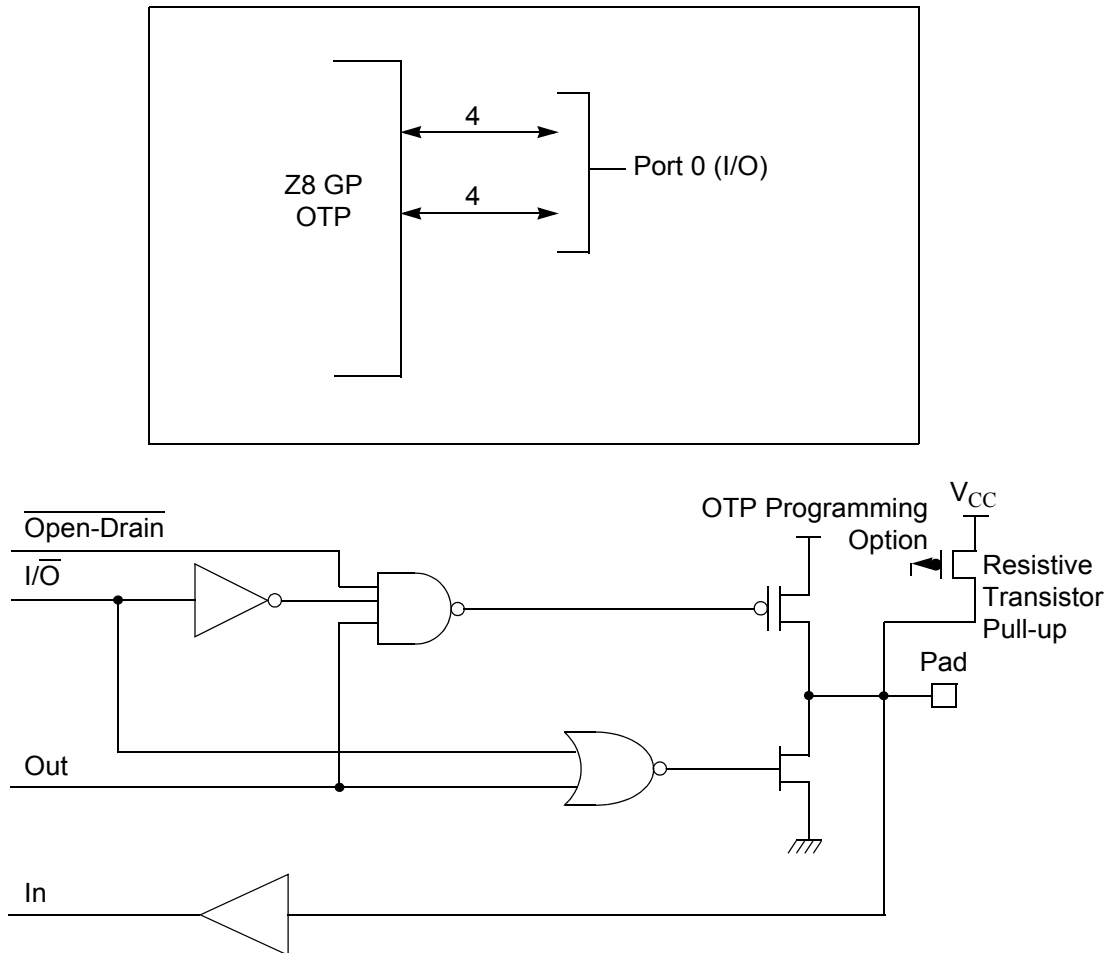 4
Port 0 (I/O)
Z8 GP
OTP
4
Open-Drain
I/O
OTP Programming
Option
VCC
Resistive
Transistor
Pull-up
Pad
Out
In